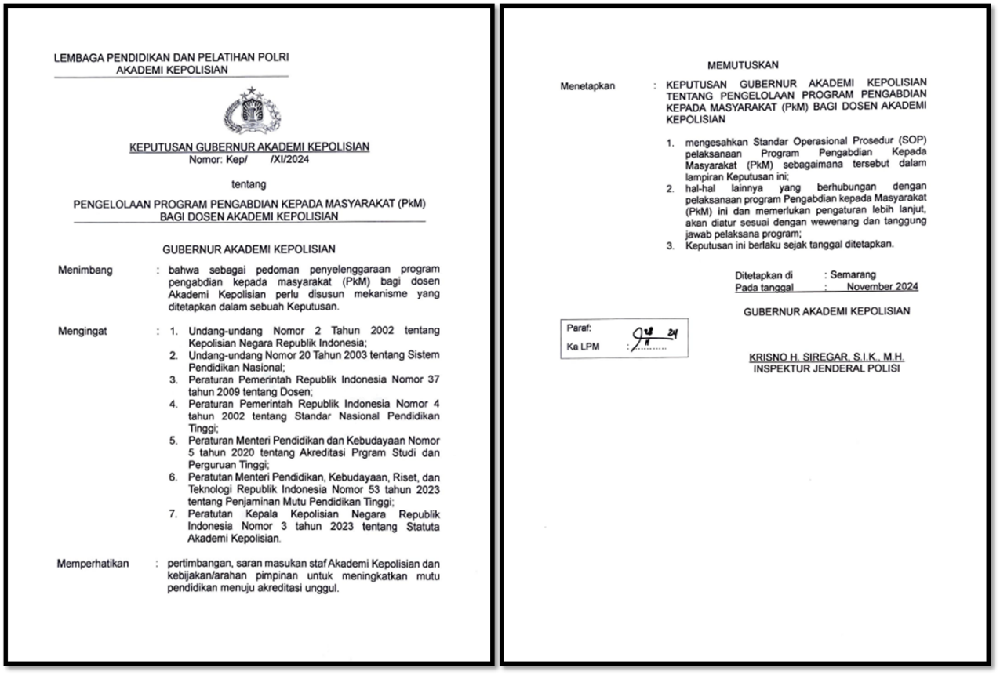 LEMBAGA PENDIDIKAN DAN PELATIHAN POLRI
AKADEMI KEPOLISIAN
KEPUTUSAN GUBERNUR AKADEMI KEPOLISIAN
Nomor: Kep/ /XI/2024
tentang
PENGELOLAAN PROGRAM PENGABDIAN KEPADA MASYARAKAT (PkM)
BAGI DOSEN AKADEMI KEPOLISIAN
GUBERNUR AKADEMI KEPOLISIAN
Menimbang : bahwa sebagai pedoman penyelenggaraan program
pengabdian kepada masyarakat (PkM) bagi dosen
Akademi Kepolisian perlu disusun mekanisme yang
ditetapkan dalam sebuah Keputusan.
Mengingat : 1. Undang-undang Nomor 2 Tahun 2002 tentang
Kepolisian Negara Republik Indonesia;
2. Undang-undang Nomor 20 Tahun 2003 tentang Sistem
Pendidikan Nasional;
3. Peraturan Pemerintah Republik Indonesia Nomor 37
tahun 2009 tentang Dosen;
4. Peraturan Pemerintah Republik Indonesia Nomor 4
tahun 2002 tentang Standar Nasional Pendidikan
Tinggi;
5. Peraturan Menteri Pendidikan dan Kebudayaan Nomor
5 tahun 2020 tentang Akreditasi Prgram Studi dan
Perguruan Tinggi;
6. Peratutan Menteri Pendidikan, Kebudayaan, Riset, dan
Teknologi Republik Indonesia Nomor 53 tahun 2023
tentang Penjaminan Mutu Pendidikan Tinggi;
7. Peratutan Kepala Kepolisian Negara Republik
Indonesia Nomor 3 tahun 2023 tentang Statuta
Akademi Kepolisian.
Memperhatikan : pertimbangan, saran masukan staf Akademi Kepolisian dan
kebijakan/arahan pimpinan untuk meningkatkan mutu
pendidikan menuju akreditasi unggul.
MEMUTUSKAN
Menetapkan : KEPUTUSAN GUBERNUR AKADEMI KEPOLISIAN
TENTANG PENGELOLAAN PROGRAM PENGABDIAN
KEPADA MASYARAKAT (PkM) BAGI DOSEN AKADEMI
KEPOLISIAN
1. mengesahkan Standar Operasional Prosedur (SOP)
pelaksanaan Program Pengabdian Kepada
Masyarakat (PkM) sebagaimana tersebut dalam
lampiran Keputusan ini;
2. hal-hal lainnya yang berhubungan dengan
pelaksanaan program Pengabdian kepada Masyarakat
(PkM) ini dan memerlukan pengaturan lebih lanjut,
akan diatur sesuai dengan wewenang dan tanggung
jawab pelaksana program;
3. Keputusan ini berlaku sejak tanggal ditetapkan.
Ditetapkan di : Semarang
Pada tanggal : November 2024
GUBERNUR AKADEMI KEPOLISIAN
Paraf:
Ka LPM : ..........
KRISNO H. SIREGAR, S.I.K., M.H.
INSPEKTUR JENDERAL POLISI